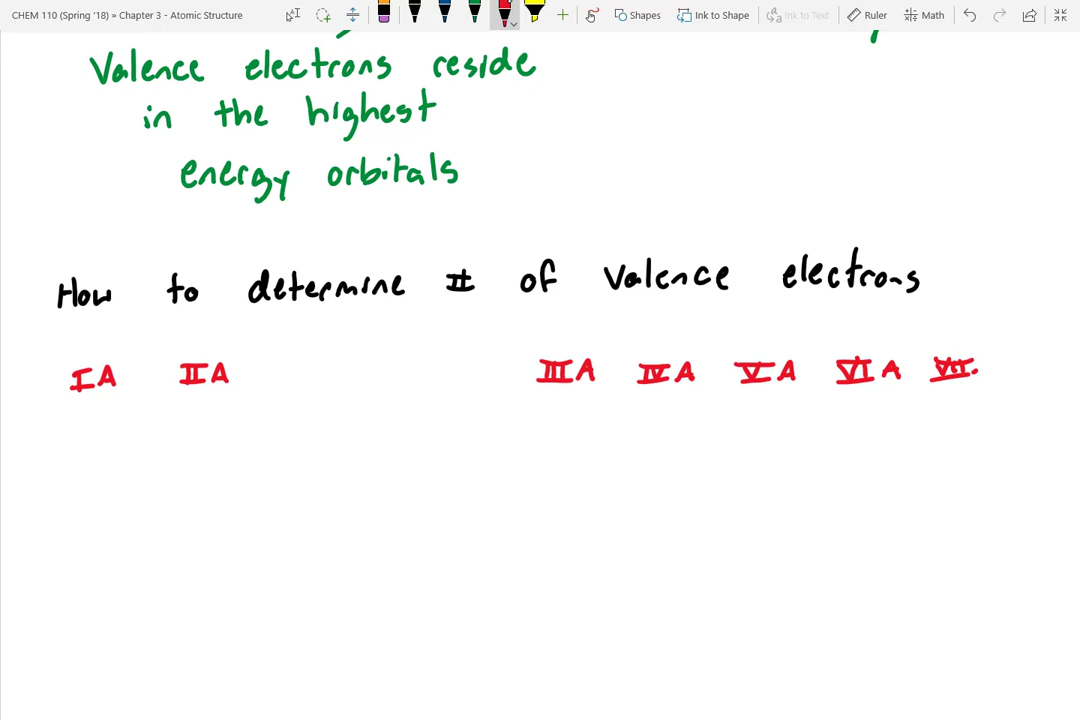 CHEM 110 (Spring '18) » Chapter 3 - Atomic Structure
Shapes Ink to Shape Ink to Text Ruler Math
Valence electrons reside
in the highest
energy orbitals
How to determine # of valence electrons
IA IIA IIIA IVA VA VIA VII